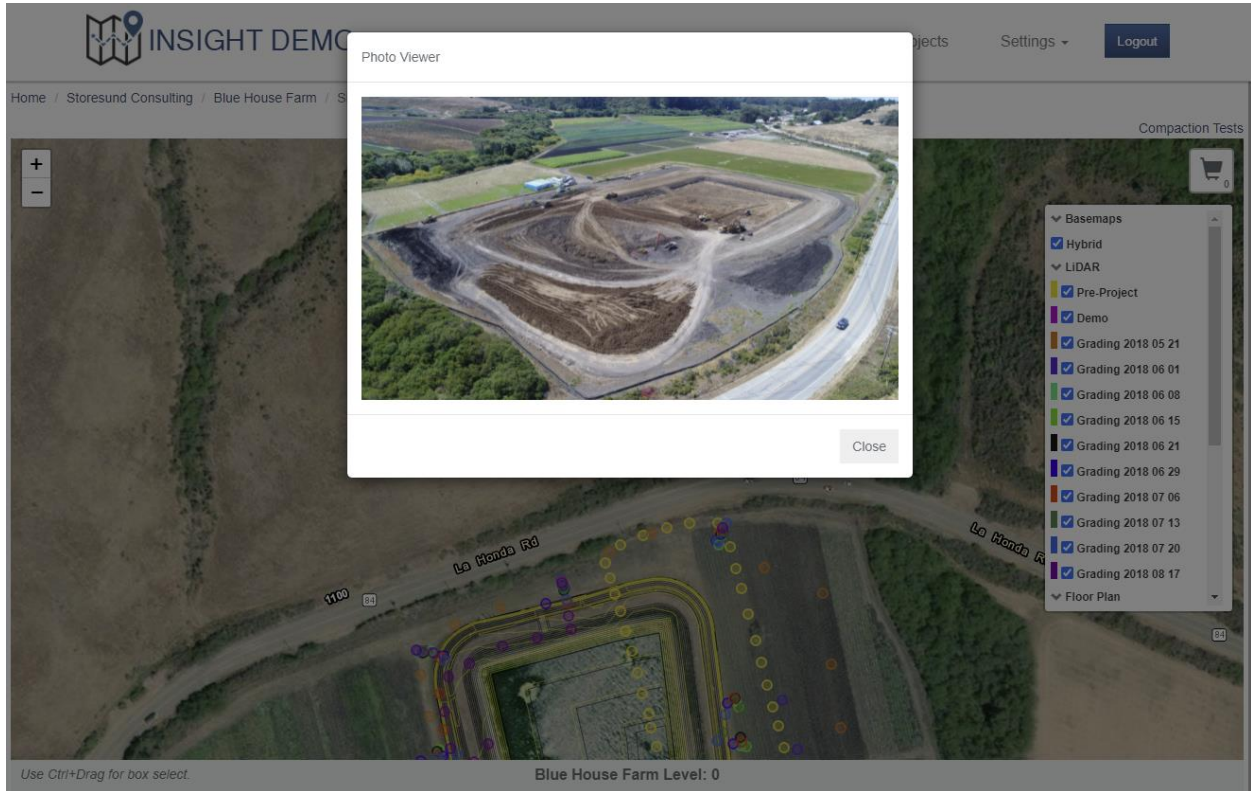 INSIGHT DEMO
Settings
Logout
Photo Viewer
Home / Storesund Consulting / Blue House Farm / S
Compaction Tests
+
−
0
Basemaps
Hybrid
LiDAR
Pre-Project
Demo
Grading 2018 05 21
Grading 2018 06 01
Grading 2018 06 08
Grading 2018 06 15
Grading 2018 06 21
Grading 2018 06 29
Grading 2018 07 06
Grading 2018 07 13
Grading 2018 07 20
Grading 2018 08 17
Floor Plan
Close
La Honda Rd
La Honda R
1100
84
84
Use Ctrl+Drag for box select.
Blue House Farm Level: 0